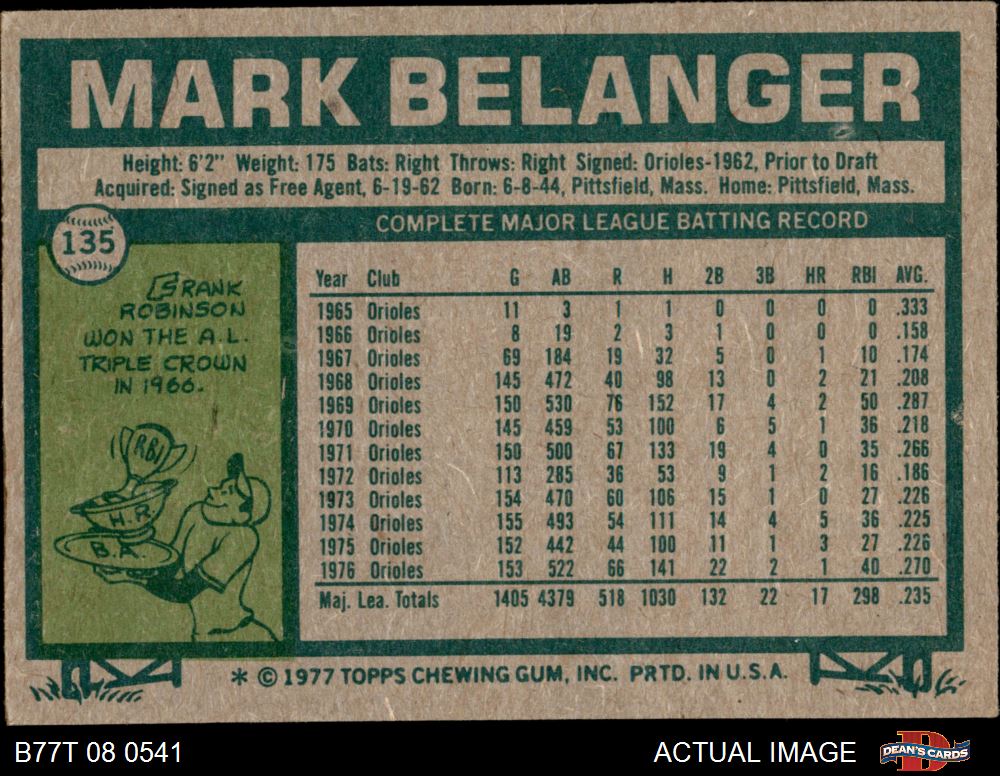 MARK BELANGER
Height: 6'2" Weight: 175 Bats: Right Throws: Right Signed: Orioles-1962, Prior to Draft
Acquired: Signed as Free Agent, 6-19-62 Born: 6-8-44, Pittsfield, Mass. Home: Pittsfield, Mass.
135
COMPLETE MAJOR LEAGUE BATTING RECORD
FRANK
ROBINSON
WON THE A.L.
TRIPLE CROWN
IN 1966.
RBI
H.R.
B.A.
Year Club G AB R H 2B 3B HR RBI AVG.
1965 Orioles 11 3 1 1 0 0 0 0 .333
1966 Orioles 8 19 2 3 1 0 0 0 .158
1967 Orioles 69 184 19 32 5 0 1 10 .174
1968 Orioles 145 472 40 98 13 0 2 21 .208
1969 Orioles 150 530 76 152 17 4 2 50 .287
1970 Orioles 145 459 53 100 6 5 1 36 .218
1971 Orioles 150 500 67 133 19 4 0 35 .266
1972 Orioles 113 285 36 53 9 1 2 16 .186
1973 Orioles 154 470 60 106 15 1 0 27 .226
1974 Orioles 155 493 54 111 14 4 5 36 .225
1975 Orioles 152 442 44 100 11 1 3 27 .226
1976 Orioles 153 522 66 141 22 2 1 40 .270
Maj. Lea. Totals 1405 4379 518 1030 132 22 17 298 .235
* © 1977 TOPPS CHEWING GUM, INC. PRTD. IN U.S.A.
B77T 08 0541
ACTUAL IMAGE
D
DEAN'S CARDS